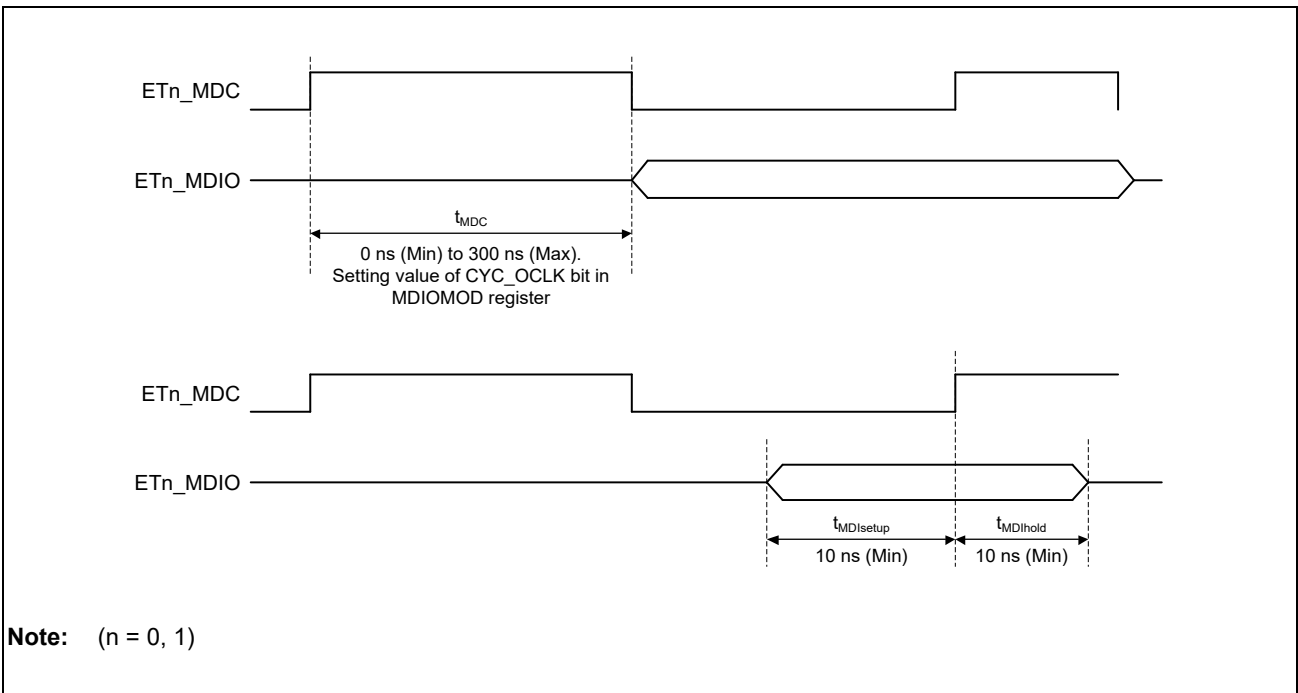 ETn_MDC
ETn_MDIO
tMDC
0 ns (Min) to 300 ns (Max).
Setting value of CYC_OCLK bit in
MDIOMOD register
ETn_MDC
ETn_MDIO
tMDIsetup
tMDIhold
10 ns (Min)
10 ns (Min)
Note: (n = 0, 1)